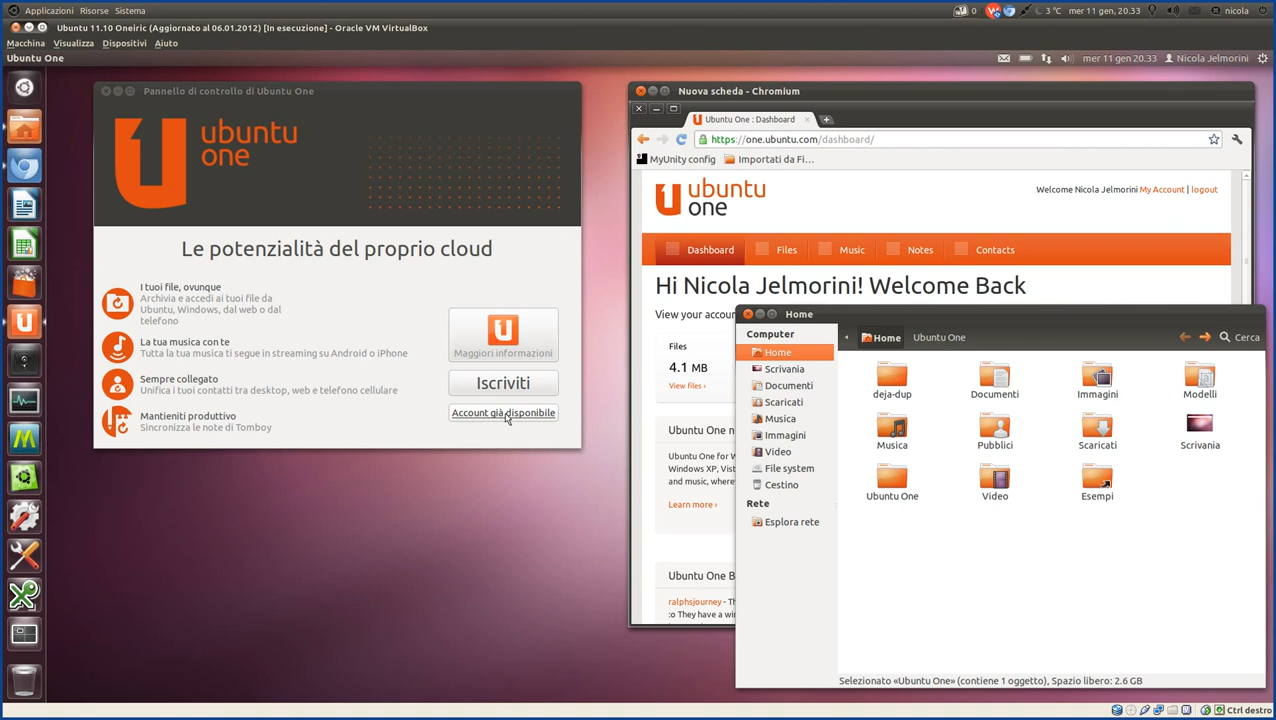 Applicazioni Risorse Sistema
0
3 °C mer 11 gen, 20.33
nicola
Ubuntu 11.10 Oneiric (Aggiornato al 06.01.2012) [In esecuzione] - Oracle VM VirtualBox
Macchina Visualizza Dispositivi Aiuto
Ubuntu One
mer 11 gen 20.33 Nicola Jelmorini
Pannello di controllo di Ubuntu One
ubuntu
one
Le potenzialità del proprio cloud
I tuoi file, ovunque
Archivia e accedi ai tuoi file da
Ubuntu, Windows, dal web o dal
telefono
La tua musica con te
Tutta la tua musica ti segue in streaming su Android o iPhone
Sempre collegato
Unifica i tuoi contatti tra desktop, web e telefono cellulare
Mantieniti produttivo
Sincronizza le note di Tomboy
Maggiori informazioni
Iscriviti
Account già disponibile
Nuova scheda - Chromium
Ubuntu One : Dashboard
https://one.ubuntu.com/dashboard/
MyUnity config Importati da Fi...
ubuntu
one
Welcome Nicola Jelmorini My Account | logout
Dashboard Files Music Notes Contacts
Hi Nicola Jelmorini! Welcome Back
View your accou
Files
4.1 MB
View files ›
Ubuntu One n
Ubuntu One for W
Windows XP, Vist
and music, where
Learn more ›
Ubuntu One B
ralphsjourney - Th
to They have a win
Home
Computer
Home
Scrivania
Documenti
Scaricati
Musica
Immagini
Video
File system
Cestino
Rete
Esplora rete
Home Ubuntu One
Cerca
deja-dup Documenti Immagini Modelli
Musica Pubblici Scaricati Scrivania
Ubuntu One Video Esempi
Selezionato «Ubuntu One» (contiene 1 oggetto), Spazio libero: 2.6 GB
Ctrl destro